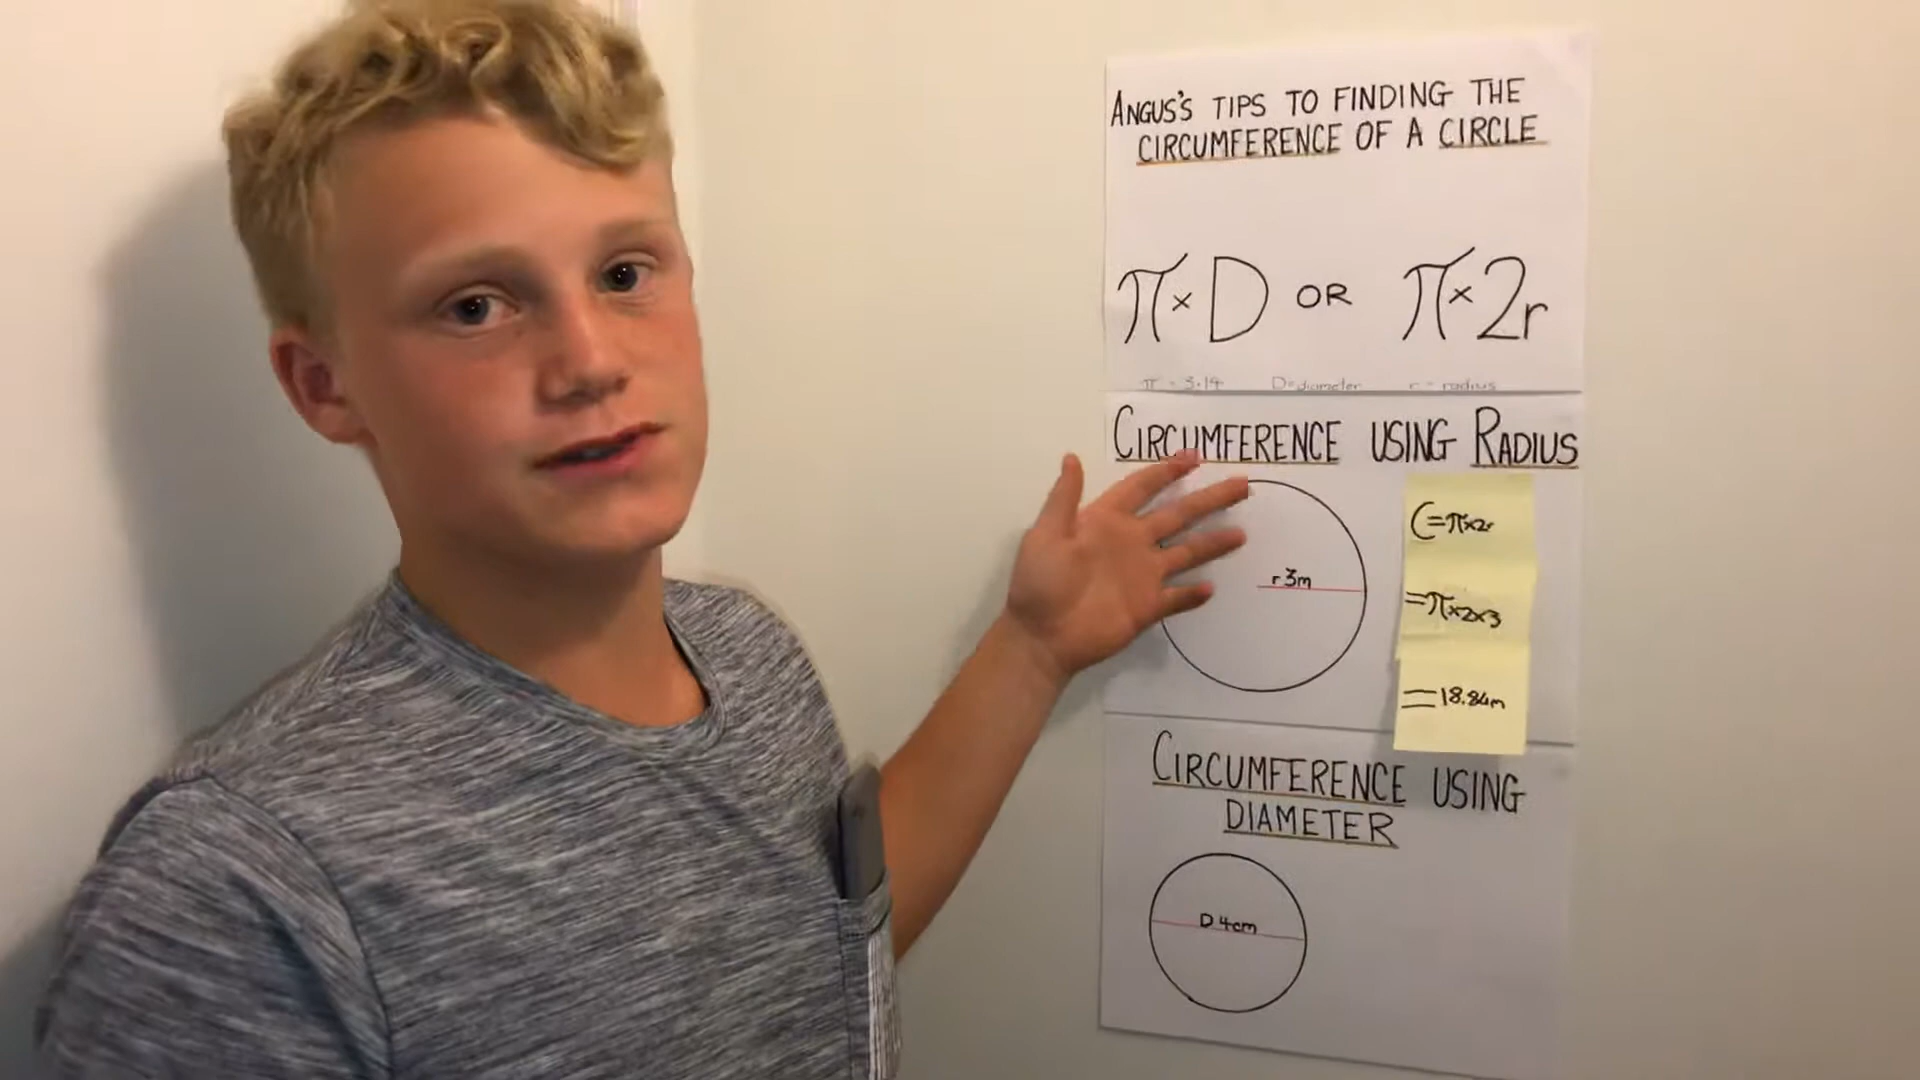 ANGUS'S TIPS TO FINDING THE
CIRCUMFERENCE OF A CIRCLE
π × D OR π × 2r
π = 3.14 D=diameter r = radius
CIRCUMFERENCE USING RADIUS
r 3m
C=π×2r
=π×2×3
=18.84m
CIRCUMFERENCE USING
DIAMETER
D 4cm